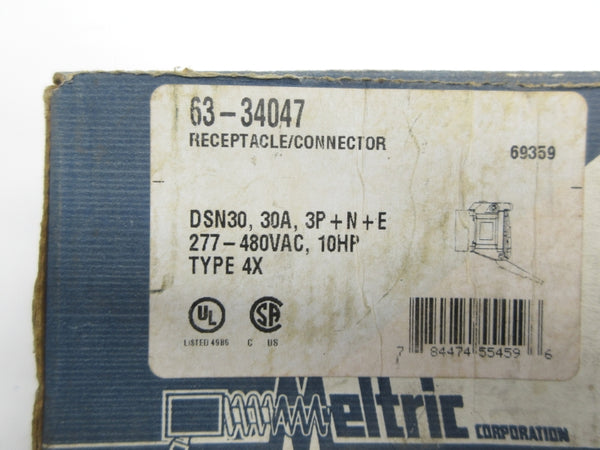 63-34047
RECEPTACLE/CONNECTOR
69359
DSN30, 30A, 3P+N+E
277-480VAC, 10HP
TYPE 4X
UL
SA
LISTED 4986 C US
7 84474 55459 6
Meltric CORPORATION